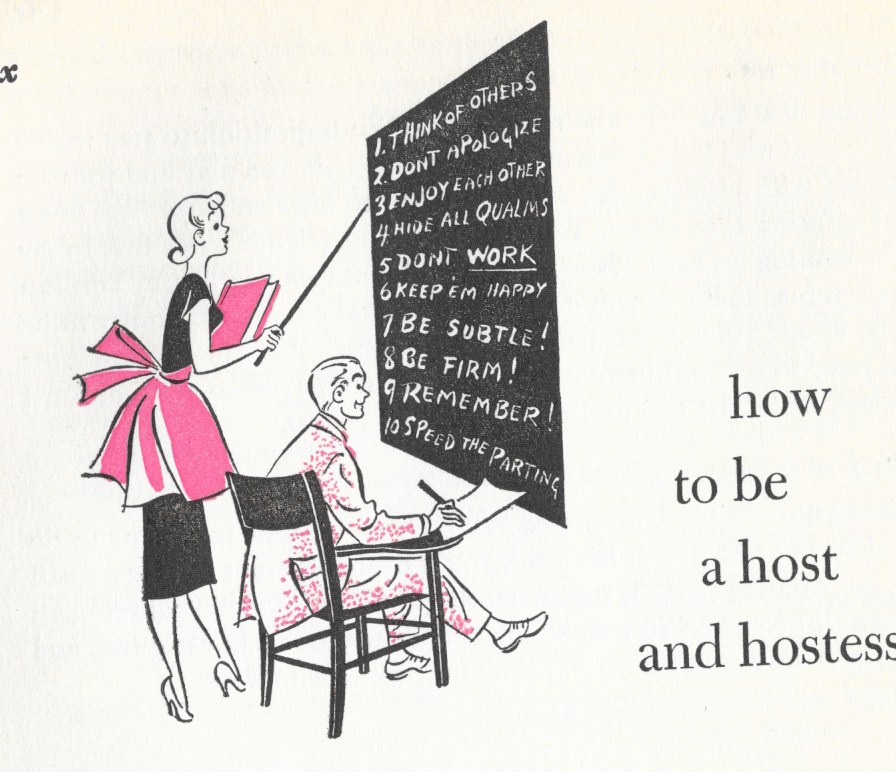 x
1. THINK OF OTHERS
2. DONT APOLOGIZE
3 ENJOY EACH OTHER
4 HIDE ALL QUALMS
5 DONT WORK
6 KEEP EM HAPPY
7 BE SUBTLE!
8 BE FIRM!
9 REMEMBER!
10 SPEED THE PARTING
how
to be
a host
and hostess